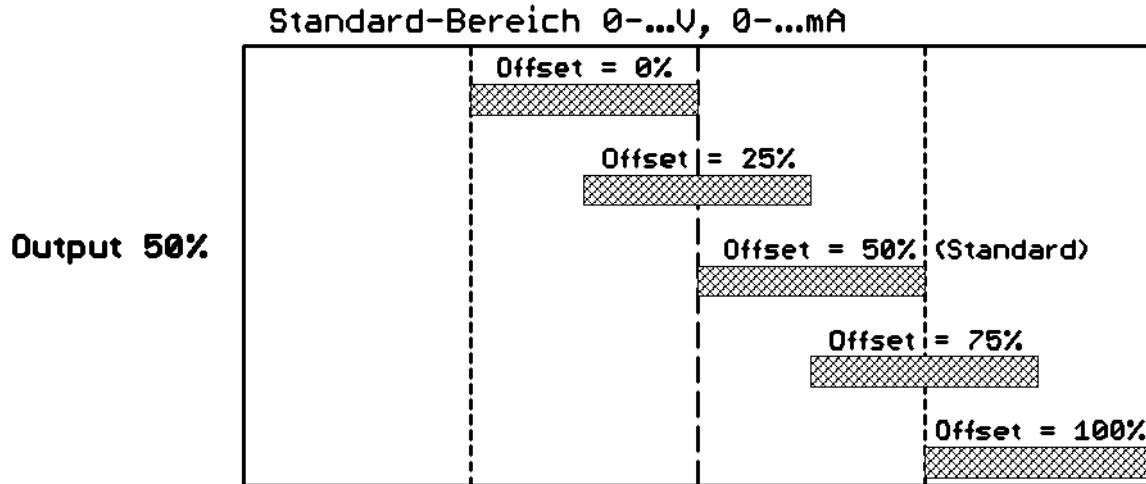 Standard-Bereich 0-...V, 0-...mA
Offset = 0%
Offset = 25%
Output 50%
Offset = 50% (Standard)
Offset = 75%
Offset = 100%